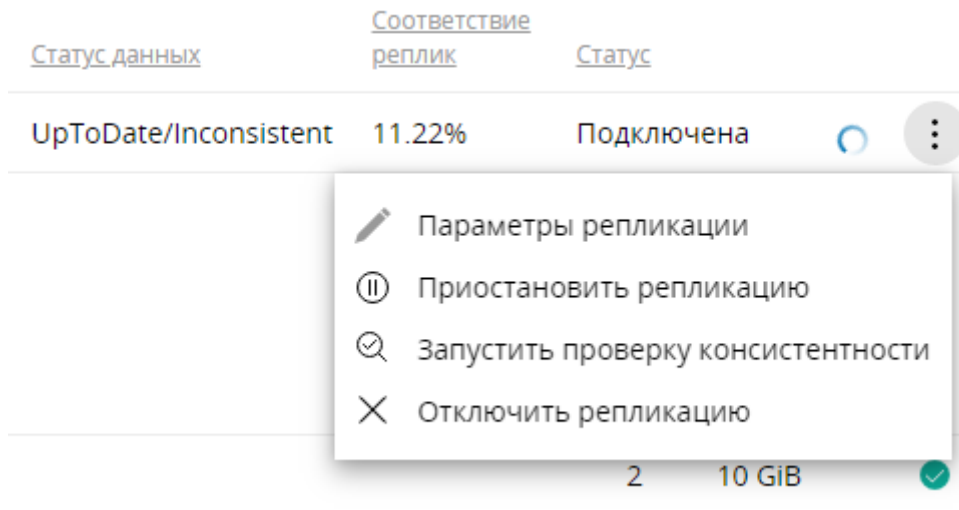 Соответствие
Статус данных реплик Статус
UpToDate/Inconsistent 11.22% Подключена
Параметры репликации
Приостановить репликацию
Запустить проверку консистентности
Отключить репликацию
2 10 GiB